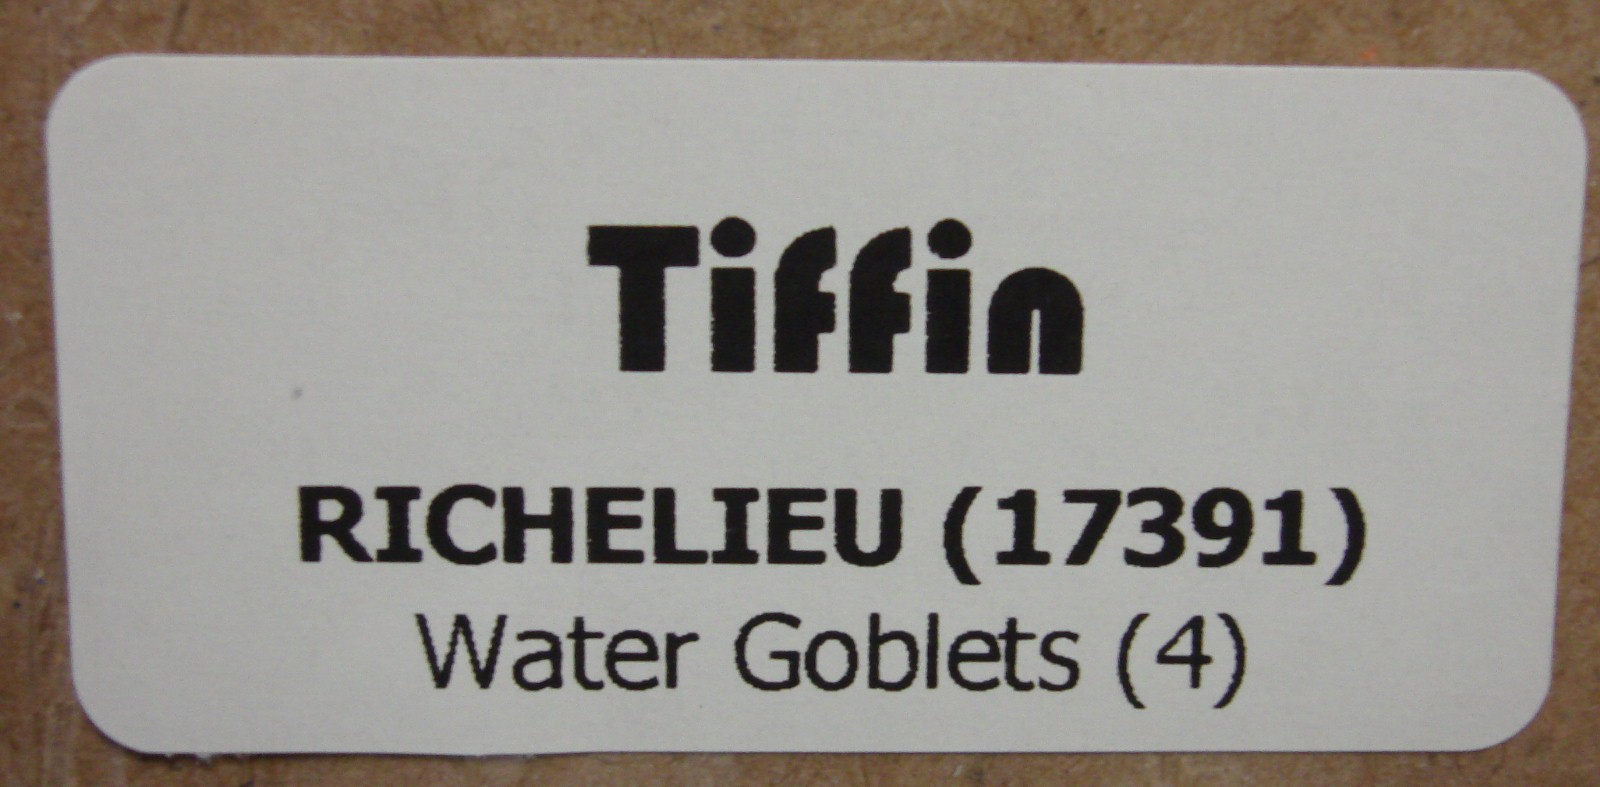 Tiffin
RICHELIEU (17391)
Water Goblets (4)